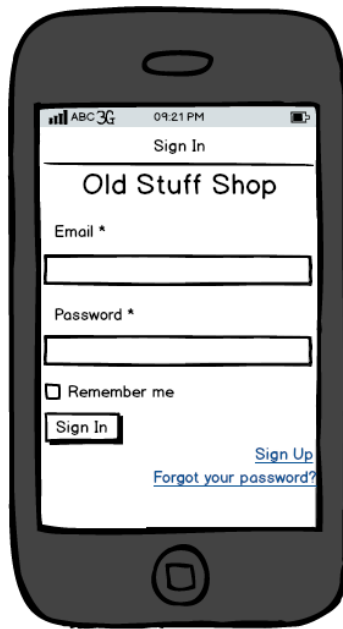 ABC 3G 09:21 PM
Sign In
Old Stuff Shop
Email *
Password *
Remember me
Sign In
Sign Up
Forgot your password?